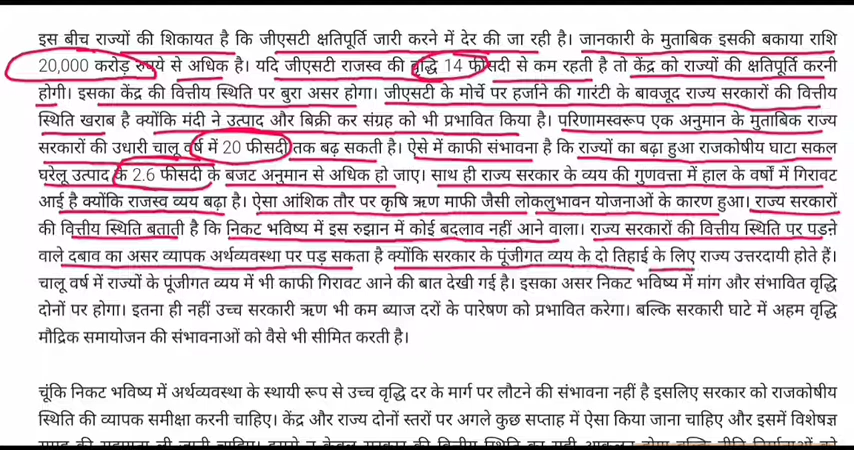 इस बीच राज्यों की शिकायत है कि जीएसटी क्षतिपूर्ति जारी करने में देर की जा रही है। जानकारी के मुताबिक इसकी बकाया राशि
20,000 करोड़ रुपये से अधिक है। यदि जीएसटी राजस्व की वृद्धि 14 फीसदी से कम रहती है तो केंद्र को राज्यों की क्षतिपूर्ति करनी
होगी। इसका केंद्र की वित्तीय स्थिति पर बुरा असर होगा। जीएसटी के मोर्चे पर हर्जाने की गारंटी के बावजूद राज्य सरकारों की वित्तीय
स्थिति खराब है क्योंकि मंदी ने उत्पाद और बिक्री कर संग्रह को भी प्रभावित किया है। परिणामस्वरूप एक अनुमान के मुताबिक राज्य
सरकारों की उधारी चालू वर्ष में 20 फीसदी तक बढ़ सकती है। ऐसे में काफी संभावना है कि राज्यों का बढ़ा हुआ राजकोषीय घाटा सकल
घरेलू उत्पाद के 2.6 फीसदी के बजट अनुमान से अधिक हो जाए। साथ ही राज्य सरकार के व्यय की गुणवत्ता में हाल के वर्षों में गिरावट
आई है क्योंकि राजस्व व्यय बढ़ा है। ऐसा आंशिक तौर पर कृषि ऋण माफी जैसी लोकलुभावन योजनाओं के कारण हुआ। राज्य सरकारों
की वित्तीय स्थिति बताती है कि निकट भविष्य में इस रुझान में कोई बदलाव नहीं आने वाला। राज्य सरकारों की वित्तीय स्थिति पर पड़ने
वाले दबाव का असर व्यापक अर्थव्यवस्था पर पड़ सकता है क्योंकि सरकार के पूंजीगत व्यय के दो तिहाई के लिए राज्य उत्तरदायी होते हैं।
चालू वर्ष में राज्यों के पूंजीगत व्यय में भी काफी गिरावट आने की बात देखी गई है। इसका असर निकट भविष्य में मांग और संभावित वृद्धि
दोनों पर होगा। इतना ही नहीं उच्च सरकारी ऋण भी कम ब्याज दरों के पारेषण को प्रभावित करेगा। बल्कि सरकारी घाटे में अहम वृद्धि
मौद्रिक समायोजन की संभावनाओं को वैसे भी सीमित करती है।
चूंकि निकट भविष्य में अर्थव्यवस्था के स्थायी रूप से उच्च वृद्धि दर के मार्ग पर लौटने की संभावना नहीं है इसलिए सरकार को राजकोषीय
स्थिति की व्यापक समीक्षा करनी चाहिए। केंद्र और राज्य दोनों स्तरों पर अगले कुछ सप्ताह में ऐसा किया जाना चाहिए और इसमें विशेषज्ञ